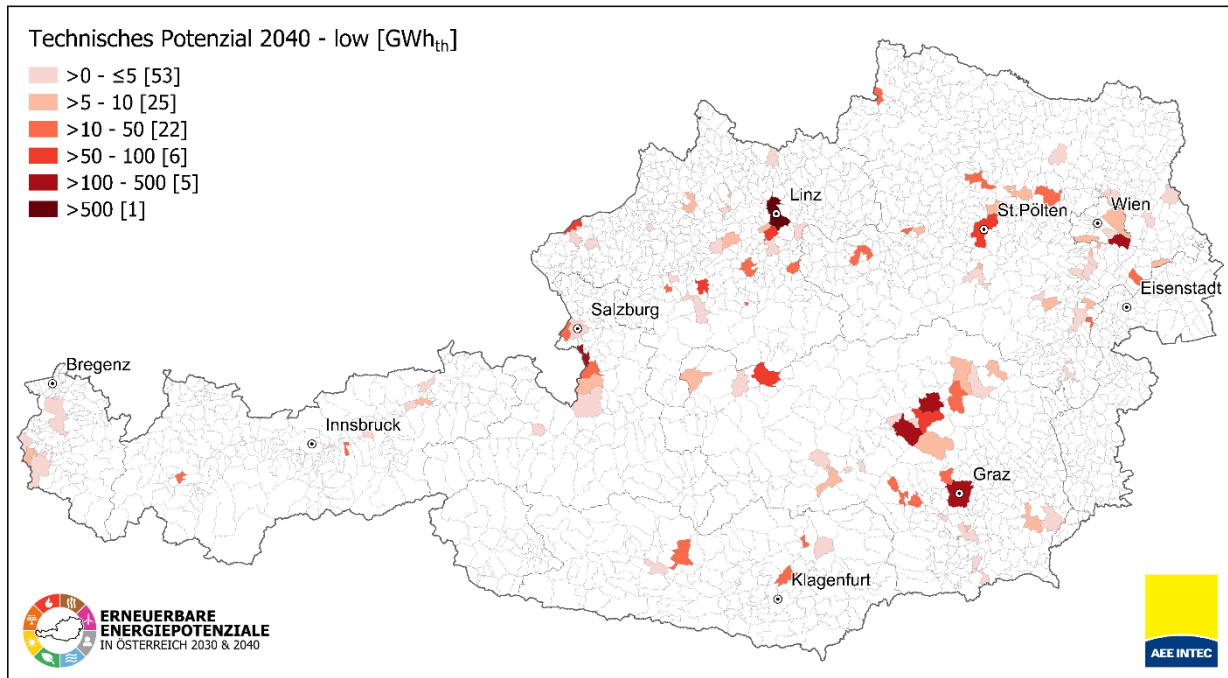 Technisches Potenzial 2040 - low [GWhth]
>0 - ≤5 [53]
>5 - 10 [25]
>10 - 50 [22]
>50 - 100 [6]
>100 - 500 [5]
>500 [1]
Linz
St.Pölten
Wien
Eisenstadt
Salzburg
Bregenz
Innsbruck
Graz
Klagenfurt
ERNEUERBARE
ENERGIEPOTENZIALE
IN ÖSTERREICH 2030 & 2040
AEE INTEC